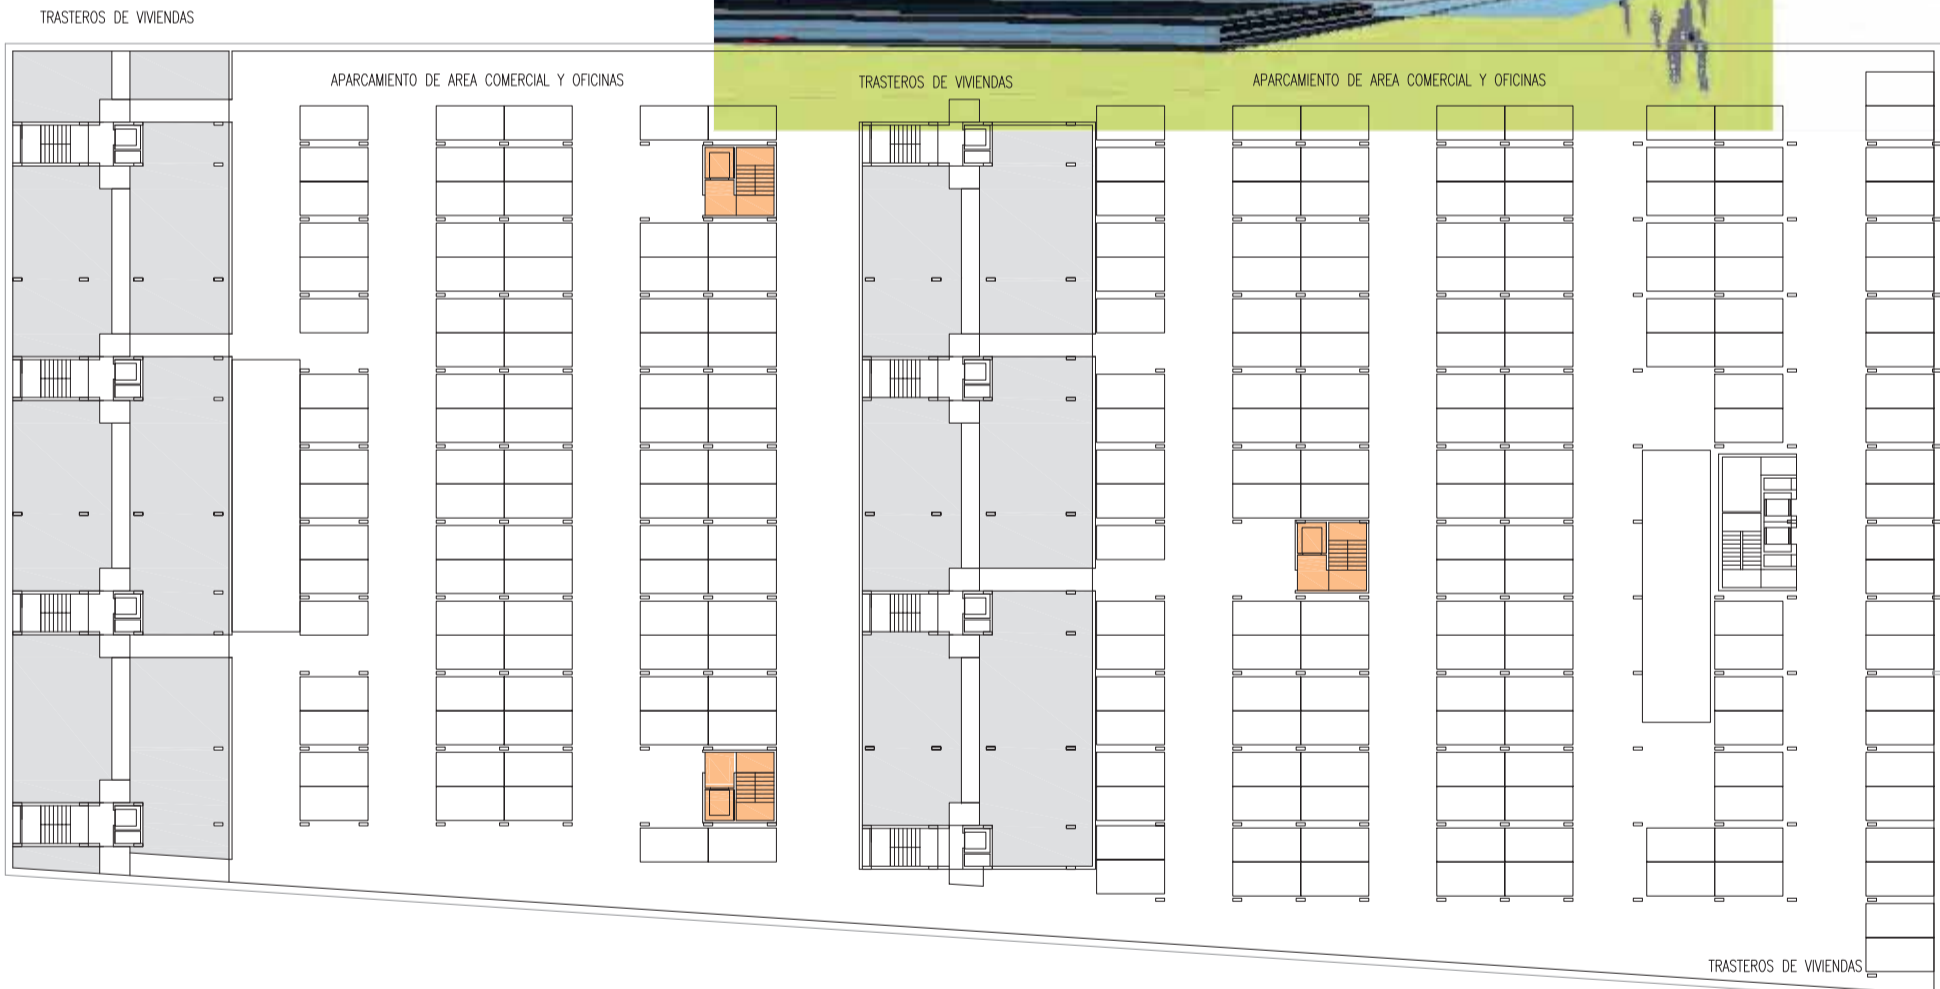 TRASTEROS DE VIVIENDAS
APARCAMIENTO DE AREA COMERCIAL Y OFICINAS
TRASTEROS DE VIVIENDAS
APARCAMIENTO DE AREA COMERCIAL Y OFICINAS
TRASTEROS DE VIVIENDAS